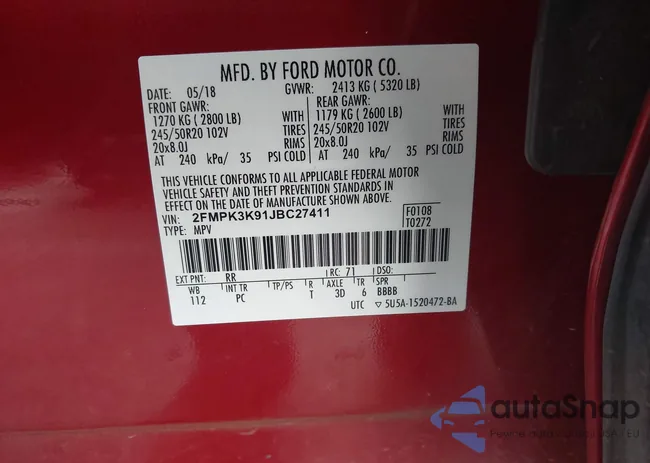 MFD. BY FORD MOTOR CO.
DATE: 05/18 GVWR: 2413 KG ( 5320 LB)
FRONT GAWR: REAR GAWR:
1270 KG ( 2800 LB) WITH 1179 KG ( 2600 LB) WITH
245/50R20 102V TIRES 245/50R20 102V TIRES
20x8.0J RIMS 20x8.0J RIMS
AT 240 kPa/ 35 PSI COLD AT 240 kPa/ 35 PSI COLD
THIS VEHICLE CONFORMS TO ALL APPLICABLE FEDERAL MOTOR
VEHICLE SAFETY AND THEFT PREVENTION STANDARDS IN
EFFECT ON THE DATE OF MANUFACTURE SHOWN ABOVE.
VIN: 2FMPK3K91JBC27411 F0108
TYPE: MPV T0272
EXT PNT: RR RC: 71
WB INT TR TP/PS R AXLE TR SPR
112 PC T 3D 6 BBBB
UTC ▽ 5U5A-1520472-BA
autoSnap